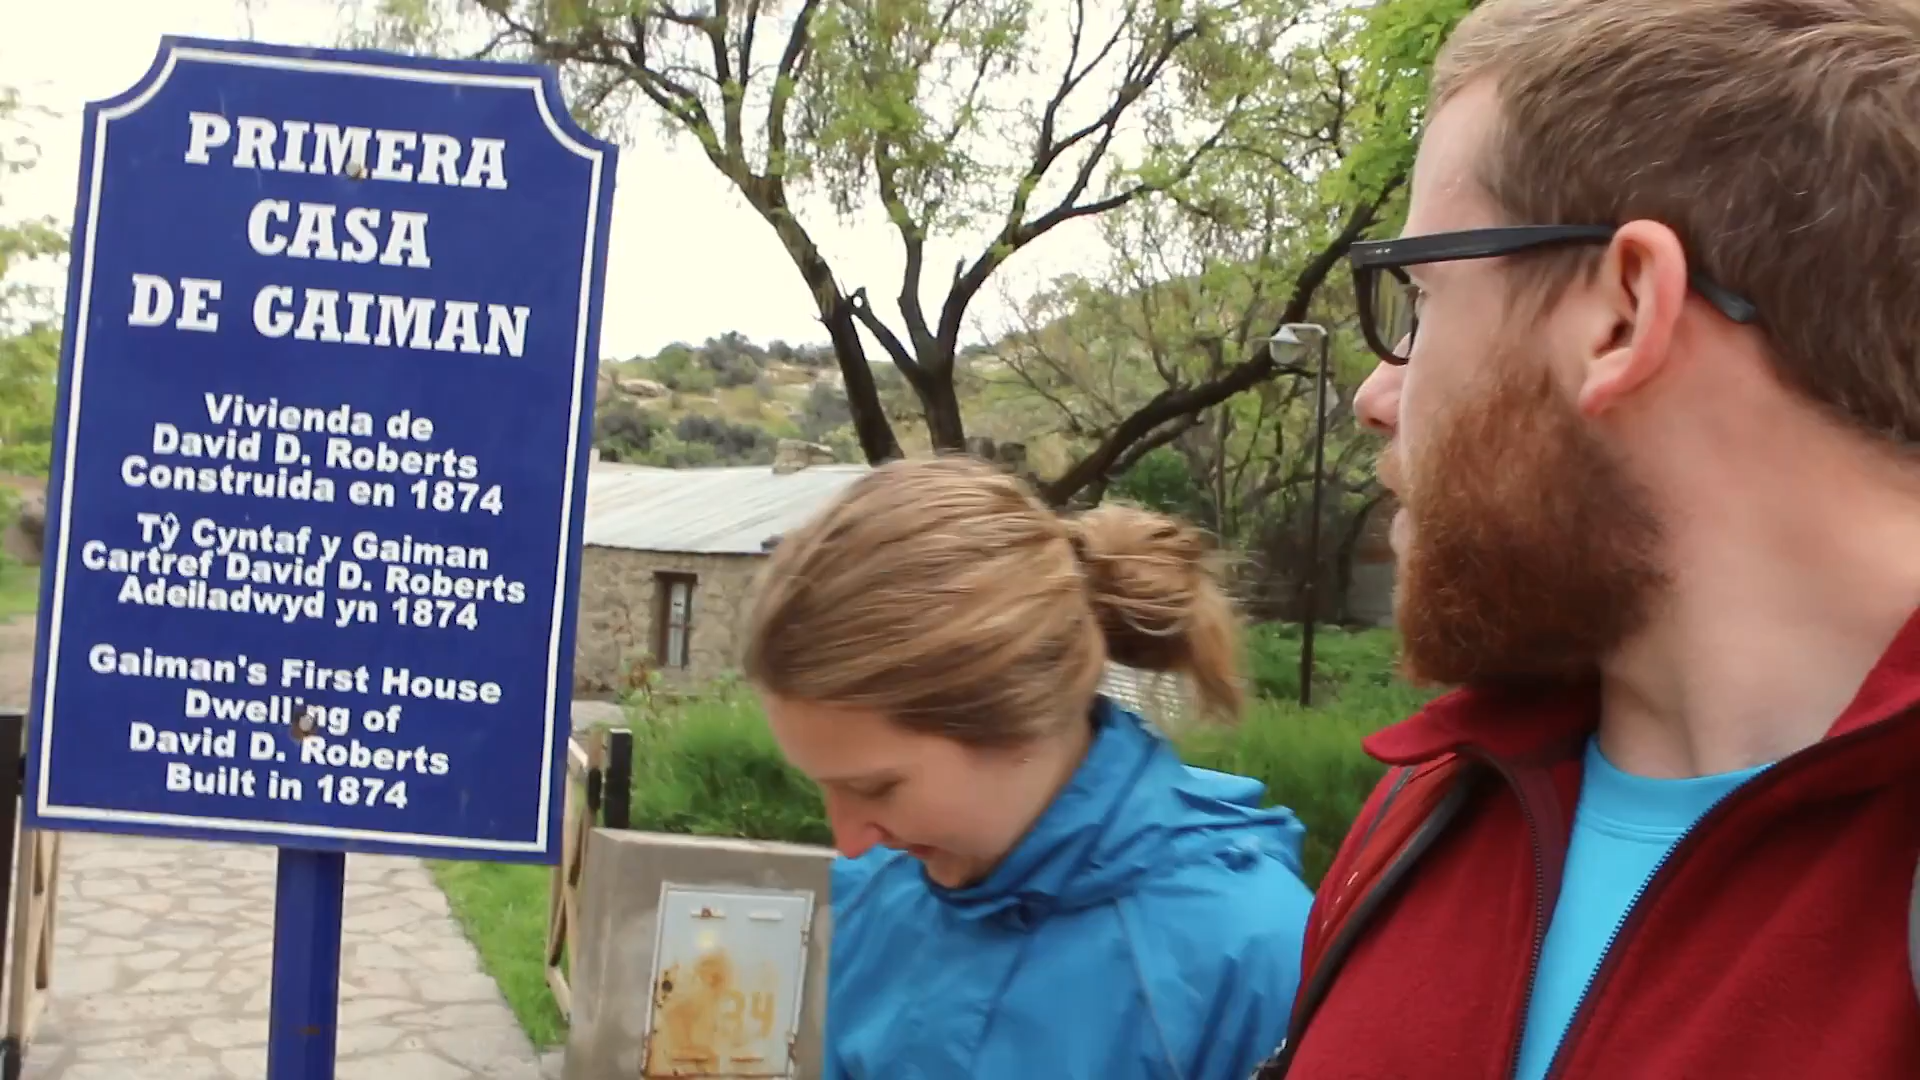 PRIMERA
CASA
DE GAIMAN
Vivienda de
David D. Roberts
Construida en 1874
Tŷ Cyntaf y Gaiman
Cartref David D. Roberts
Adeiladwyd yn 1874
Gaiman's First House
Dwelling of
David D. Roberts
Built in 1874